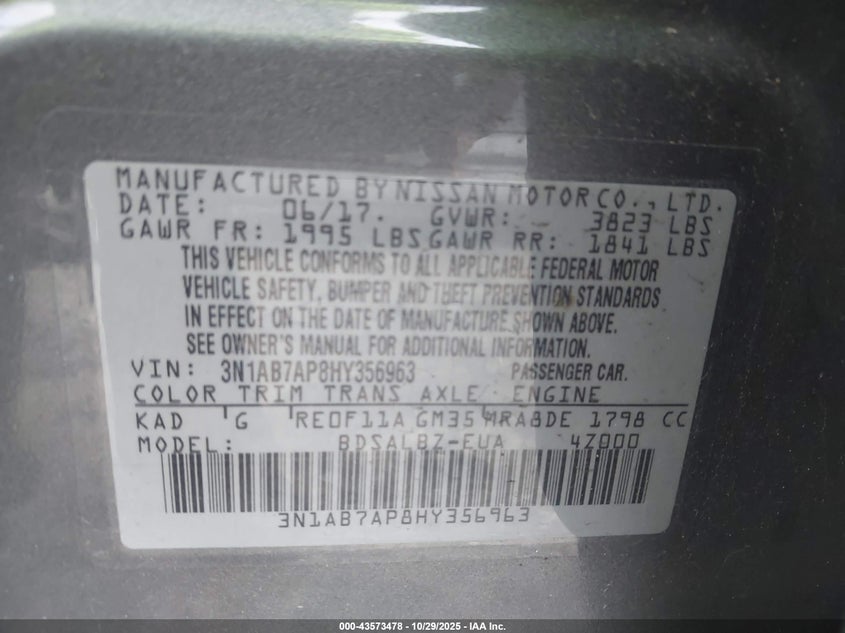 MANUFACTURED BY NISSAN MOTOR CO., LTD.
DATE: 06/17. GVWR: 3823 LBS
GAWR FR: 1995 LBS GAWR RR: 1841 LBS
THIS VEHICLE CONFORMS TO ALL APPLICABLE FEDERAL MOTOR
VEHICLE SAFETY, BUMPER AND THEFT PREVENTION STANDARDS
IN EFFECT ON THE DATE OF MANUFACTURE SHOWN ABOVE.
SEE OWNER'S MANUAL FOR ADDITIONAL INFORMATION.
VIN: 3N1AB7AP8HY356963 PASSENGER CAR.
COLOR TRIM TRANS AXLE ENGINE
KAD G RE0F11A GM35 MRA8DE 1798 CC
MODEL: BDSALBZ-EUA 4Z000
3N1AB7AP8HY356963
000-43573478 | 10/29/2025 - IAA Inc.